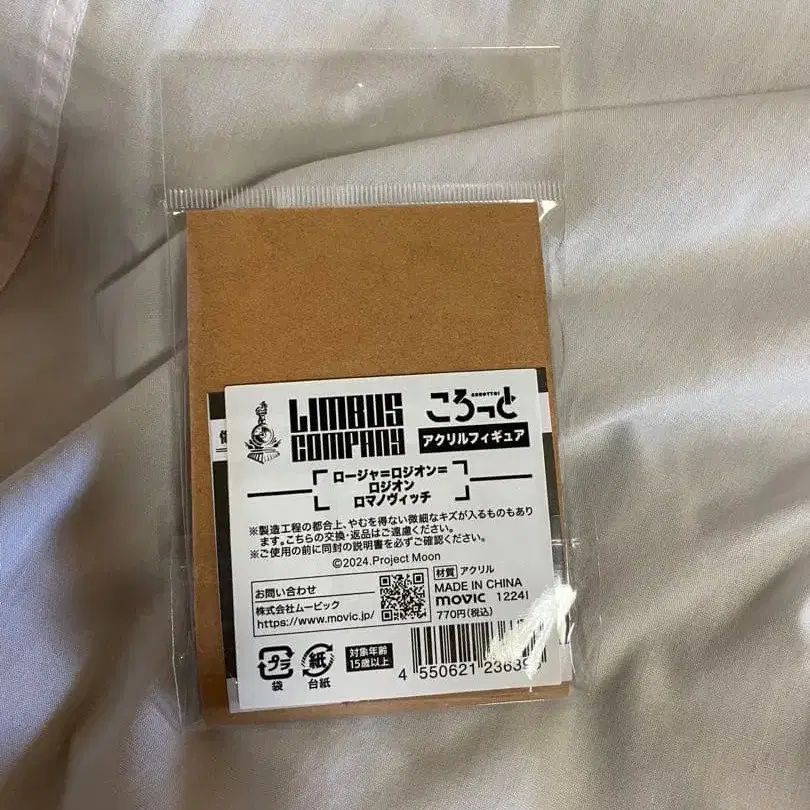 LIMBUS COMPANY
COROTTO!
ころっと
アクリルフィギュア
ロージャ=ロジオン=
ロジオン
ロマノヴィッチ
※製造工程の都合上、やむを得ない微細なキズが入るものもあり
ます。こちらの交換・返品はご遠慮ください。
※ご使用の前に同封の説明書を必ずご確認ください。
©2024.Project Moon
お問い合わせ
株式会社ムービック
https://www.movic.jp/
材質 アクリル
MADE IN CHINA
movic 1224I
770円(税込)
プラ
袋
紙
台紙
対象年齢
15歳以上
4 550621